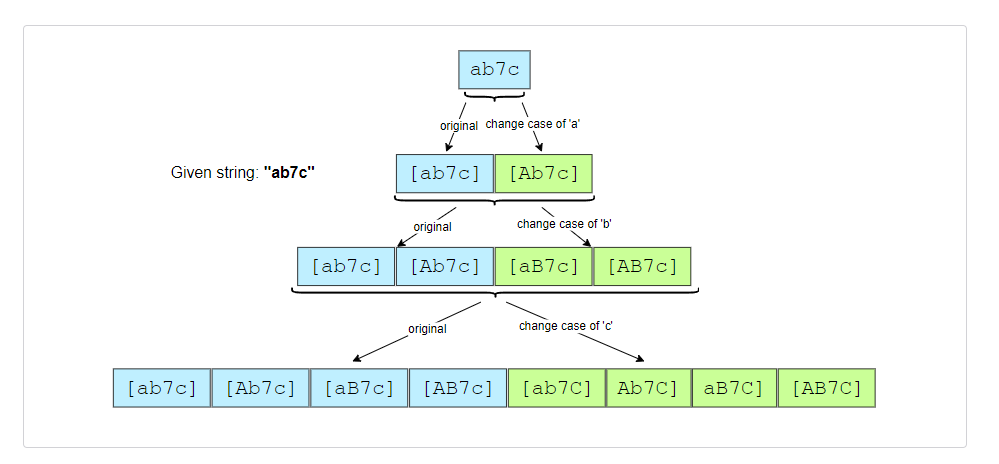 ab7c
original change case of 'a'
Given string: "ab7c" [ab7c] [Ab7c]
original change case of 'b'
[ab7c] [Ab7c] [aB7c] [AB7c]
original change case of 'c'
[ab7c] [Ab7c] [aB7c] [AB7c] [ab7C] Ab7C] aB7C] [AB7C]